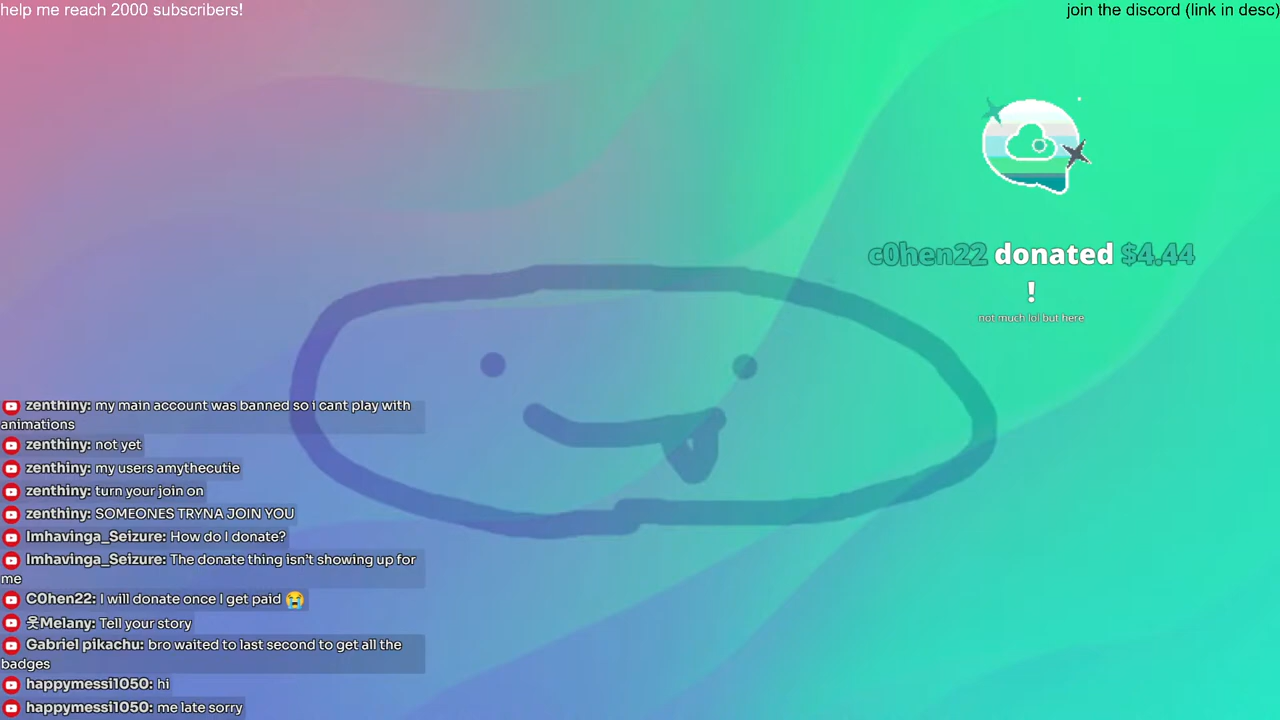 help me reach 2000 subscribers!
join the discord (link in desc)
c0hen22 donated $4.44
!
not much lol but here
zenthiny: my main account was banned so i cant play with
animations
zenthiny: not yet
zenthiny: my users amythecutie
zenthiny: turn your join on
zenthiny: SOMEONES TRYNA JOIN YOU
Imhavinga_Seizure: How do I donate?
Imhavinga_Seizure: The donate thing isn't showing up for
me
C0hen22: I will donate once I get paid 😭
웃Melany: Tell your story
Gabriel pikachu: bro waited to last second to get all the
badges
happymessi1050: hi
happymessi1050: me late sorry